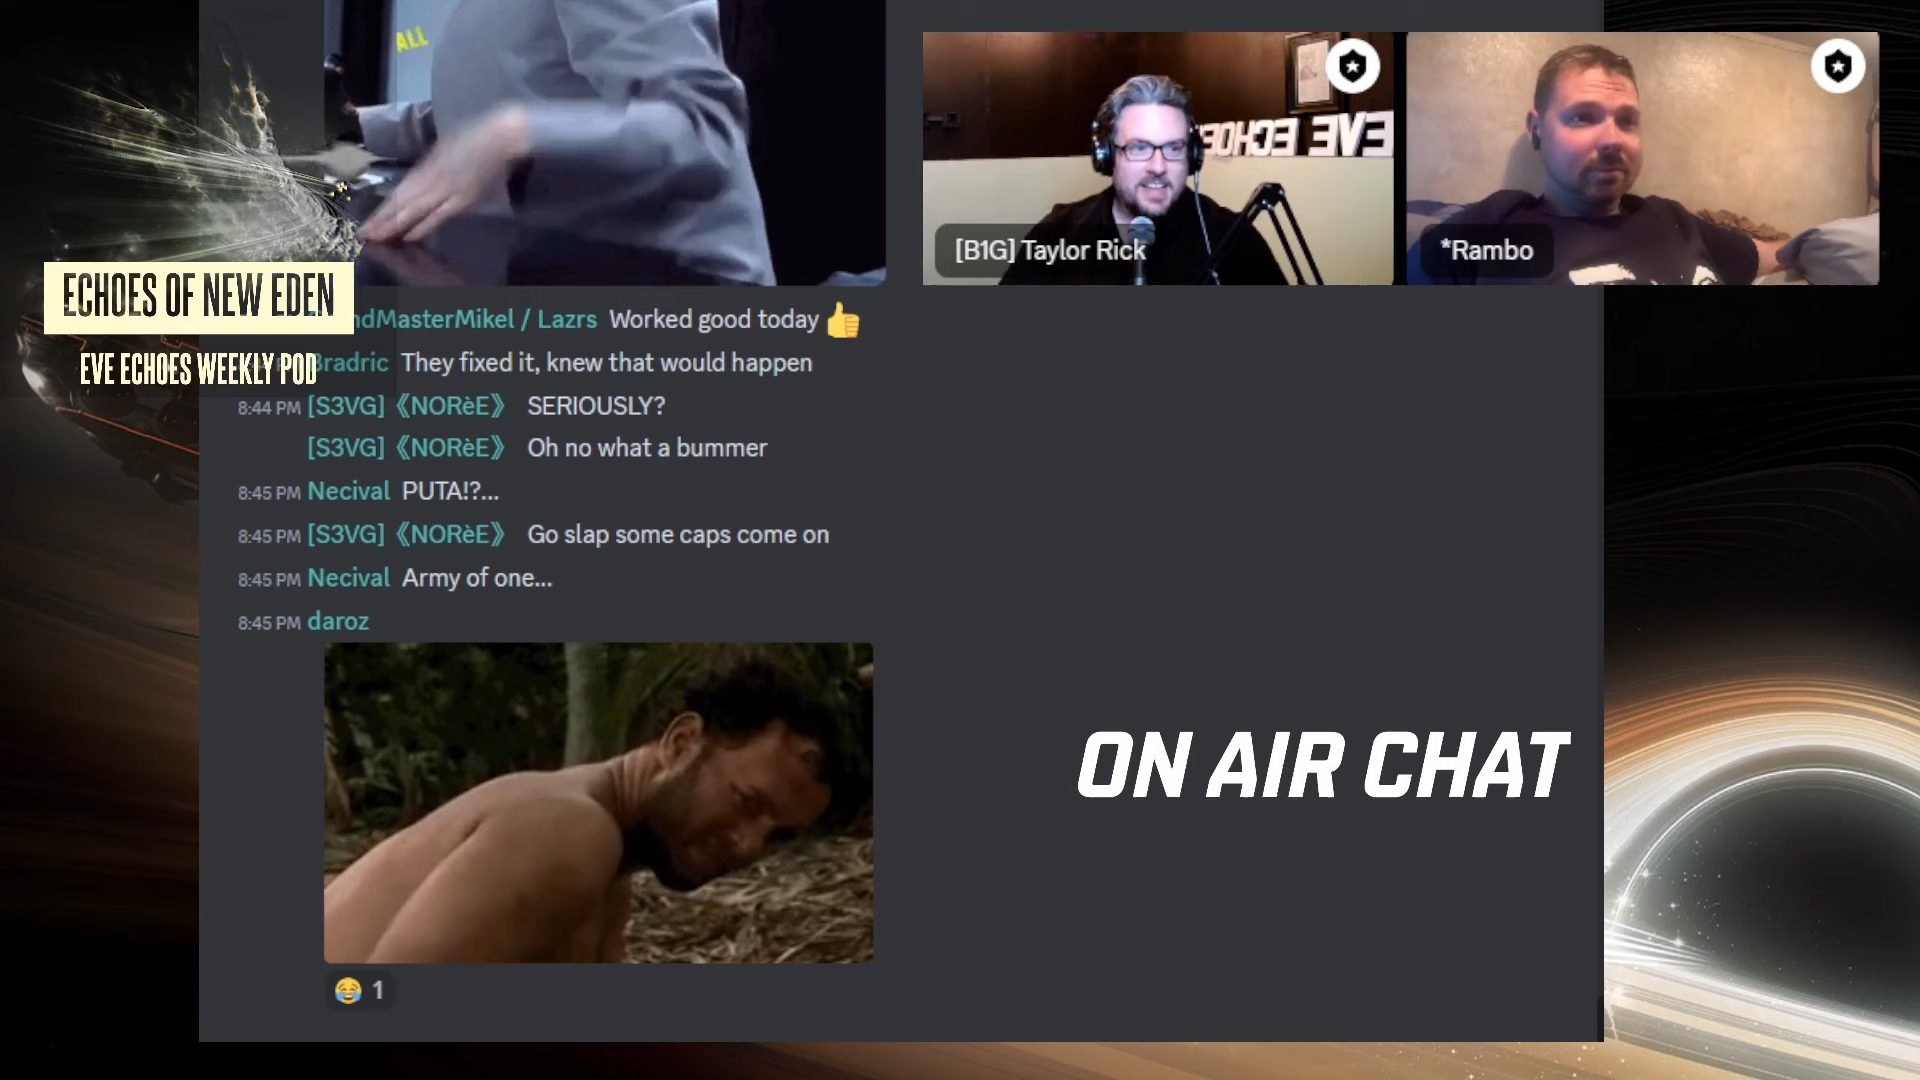 ALL
EVE ECHOES
[B1G] Taylor Rick
*Rambo
ECHOES OF NEW EDEN
EVE ECHOES WEEKLY POD
ndMasterMikel / Lazrs Worked good today 👍
Bradric They fixed it, knew that would happen
8:44 PM [S3VG] 《NORèE》 SERIOUSLY?
[S3VG] 《NORèE》 Oh no what a bummer
8:45 PM Necival PUTA!?...
8:45 PM [S3VG] 《NORèE》 Go slap some caps come on
8:45 PM Necival Army of one...
8:45 PM daroz
ON AIR CHAT
😂 1